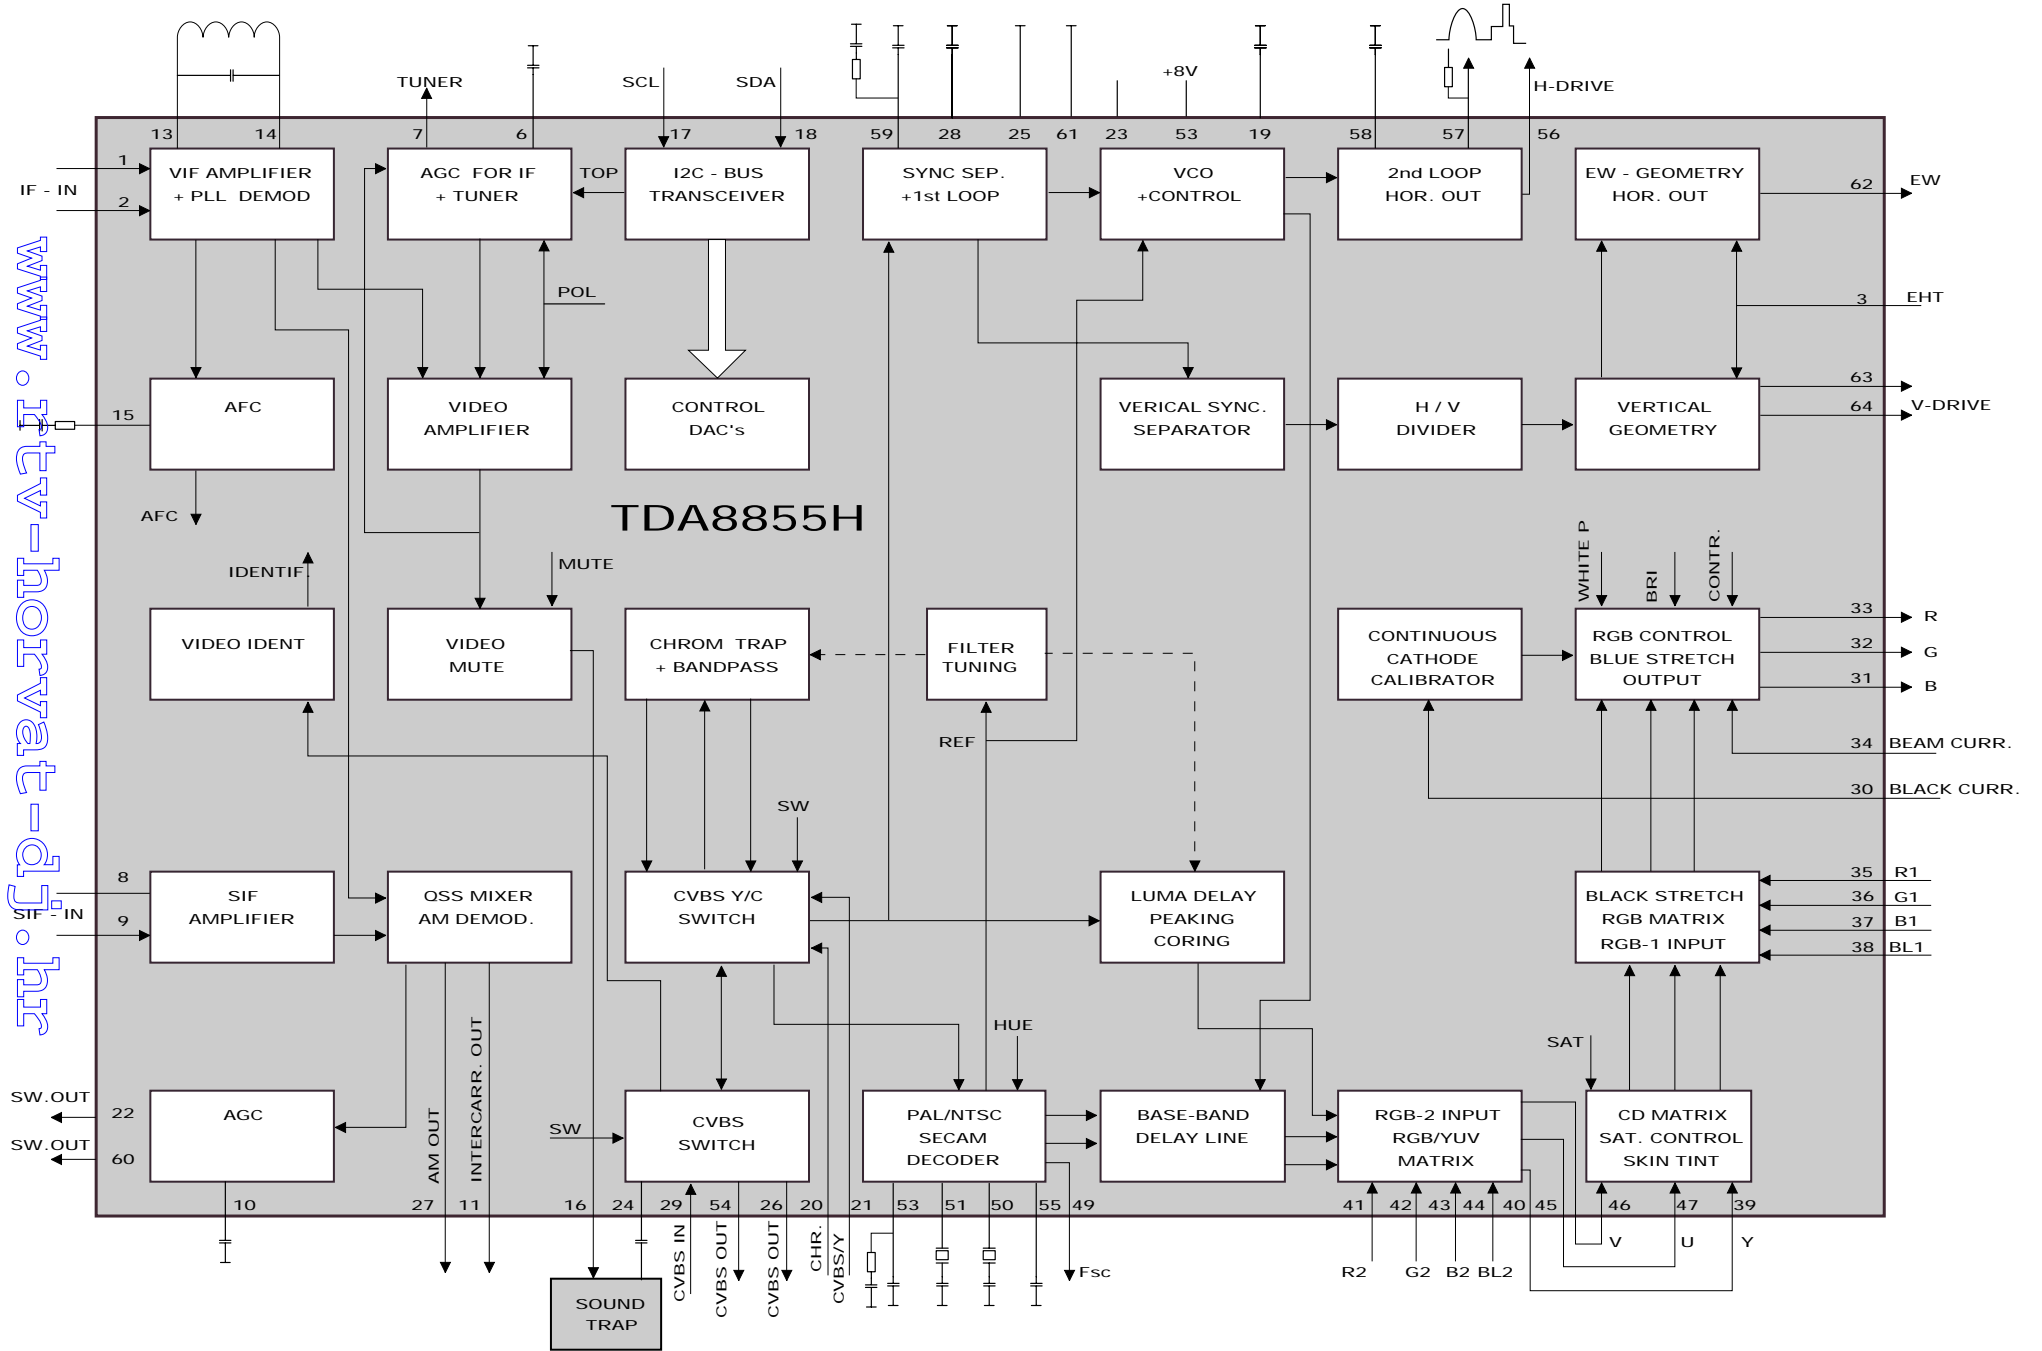 TUNER
SCL
SDA
+8V
H-DRIVE
13
14
7
6
17
18
59
28
25
61
23
53
19
58
57
56
1
IF - IN
2
VIF AMPLIFIER
+ PLL DEMOD
AGC FOR IF
+ TUNER
TOP
I2C - BUS
TRANSCEIVER
SYNC SEP.
+1st LOOP
VCO
+CONTROL
2nd LOOP
HOR. OUT
EW - GEOMETRY
HOR. OUT
62
EW
POL
3
EHT
www.rtv-horvat-dj.hr
15
AFC
VIDEO
AMPLIFIER
CONTROL
DAC's
VERICAL SYNC.
SEPARATOR
H / V
DIVIDER
VERTICAL
GEOMETRY
63
64
V-DRIVE
AFC
TDA8855H
IDENTIF.
MUTE
WHITE P
BRI
CONTR.
VIDEO IDENT
VIDEO
MUTE
CHROM TRAP
+ BANDPASS
FILTER
TUNING
CONTINUOUS
CATHODE
CALIBRATOR
RGB CONTROL
BLUE STRETCH
OUTPUT
33
R
32
G
31
B
REF
34
BEAM CURR.
30
BLACK CURR.
SW
8
SIF - IN
9
SIF
AMPLIFIER
QSS MIXER
AM DEMOD.
CVBS Y/C
SWITCH
LUMA DELAY
PEAKING
CORING
BLACK STRETCH
RGB MATRIX
RGB-1 INPUT
35
R1
36
G1
37
B1
38
BL1
HUE
SAT
SW.OUT
22
SW.OUT
60
AGC
AM OUT
INTERCARR. OUT
SW
CVBS
SWITCH
PAL/NTSC
SECAM
DECODER
BASE-BAND
DELAY LINE
RGB-2 INPUT
RGB/YUV
MATRIX
CD MATRIX
SAT. CONTROL
SKIN TINT
10
27
11
16
24
29
54
26
20
21
53
51
50
55
49
41
42
43
44
40
45
46
47
39
CVBS IN
CVBS OUT
CVBS OUT
CHR.
CVBS/Y
Fsc
R2
G2
B2
BL2
V
U
Y
SOUND
TRAP